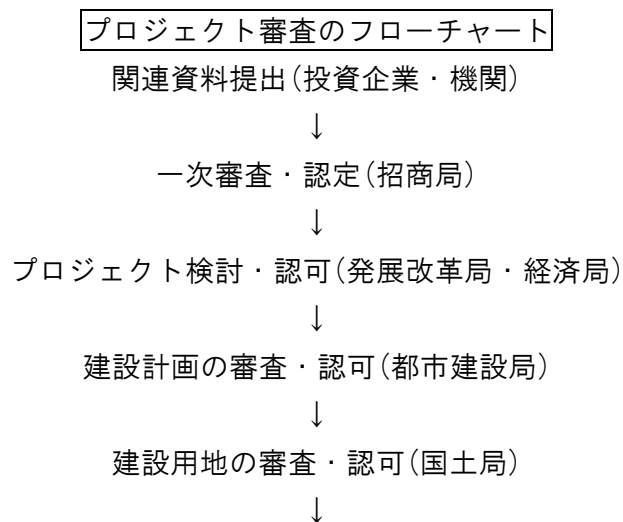 プロジェクト審査のフローチャート
関連資料提出(投資企業・機関)
↓
一次審査・認定(招商局)
↓
プロジェクト検討・認可(発展改革局・経済局)
↓
建設計画の審査・認可(都市建設局)
↓
建設用地の審査・認可(国土局)
↓